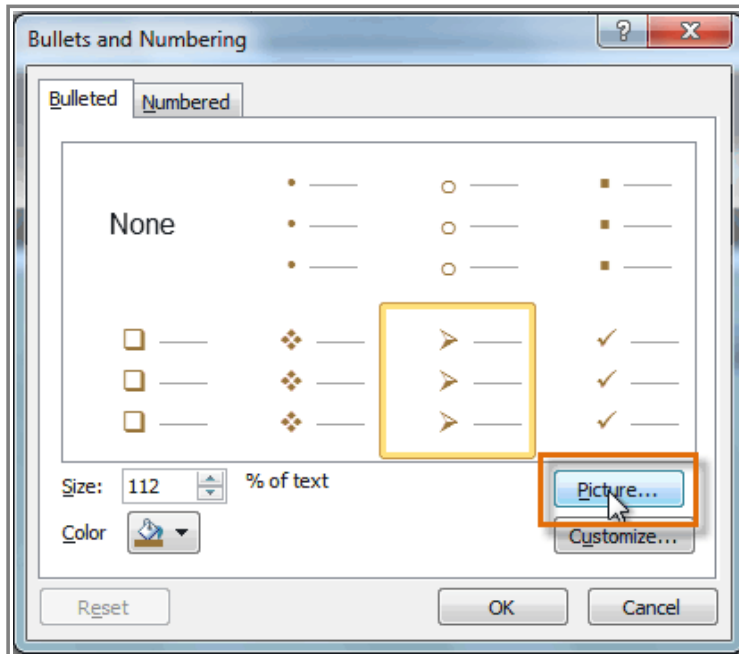 Bullets and Numbering
Bulleted Numbered
None
Size: 112 % of text Picture...
Color Customize...
Reset OK Cancel